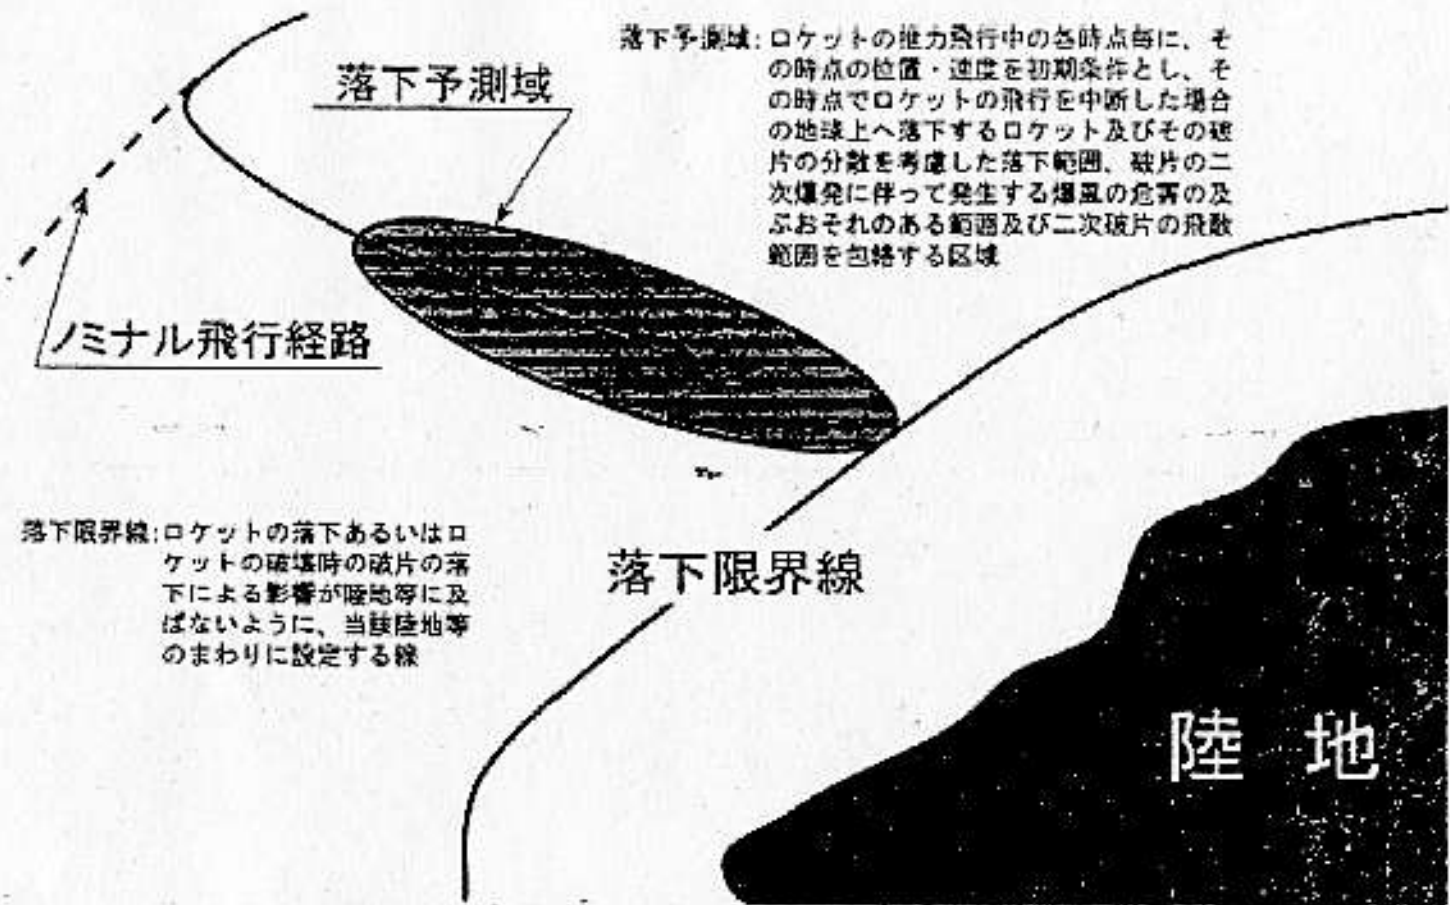 落下予測域:ロケットの推力飛行中の各時点毎に、そ
の時点の位置・速度を初期条件とし、そ
の時点でロケットの飛行を中断した場合
の地球上へ落下するロケット及びその破
片の分散を考慮した落下範囲、破片の二
次爆発に伴って発生する爆風の危害の及
ぶおそれのある範囲及び二次破片の飛散
範囲を包絡する区域
落下予測域
ノミナル飛行経路
落下限界線:ロケットの落下あるいはロ
ケットの破壊時の破片の落
下による影響が陸地等に及
ばないように、当該陸地等
のまわりに設定する線
落下限界線
陸地